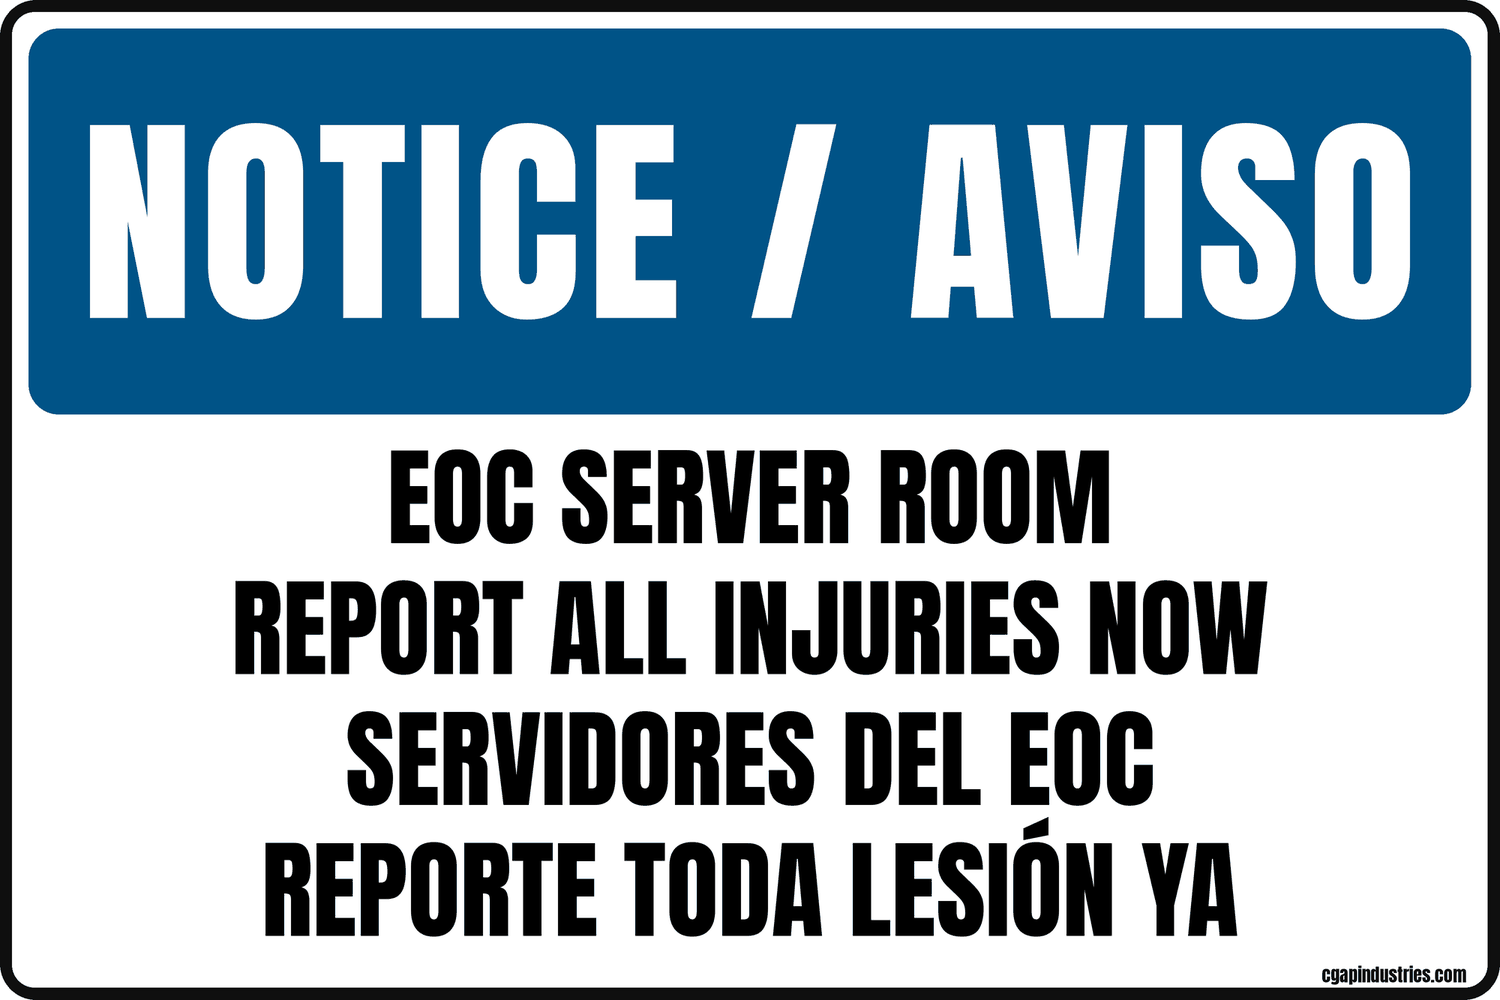 NOTICE / AVISO
EOC SERVER ROOM
REPORT ALL INJURIES NOW
SERVIDORES DEL EOC
REPORTE TODA LESIÓN YA
cgapindustries.com